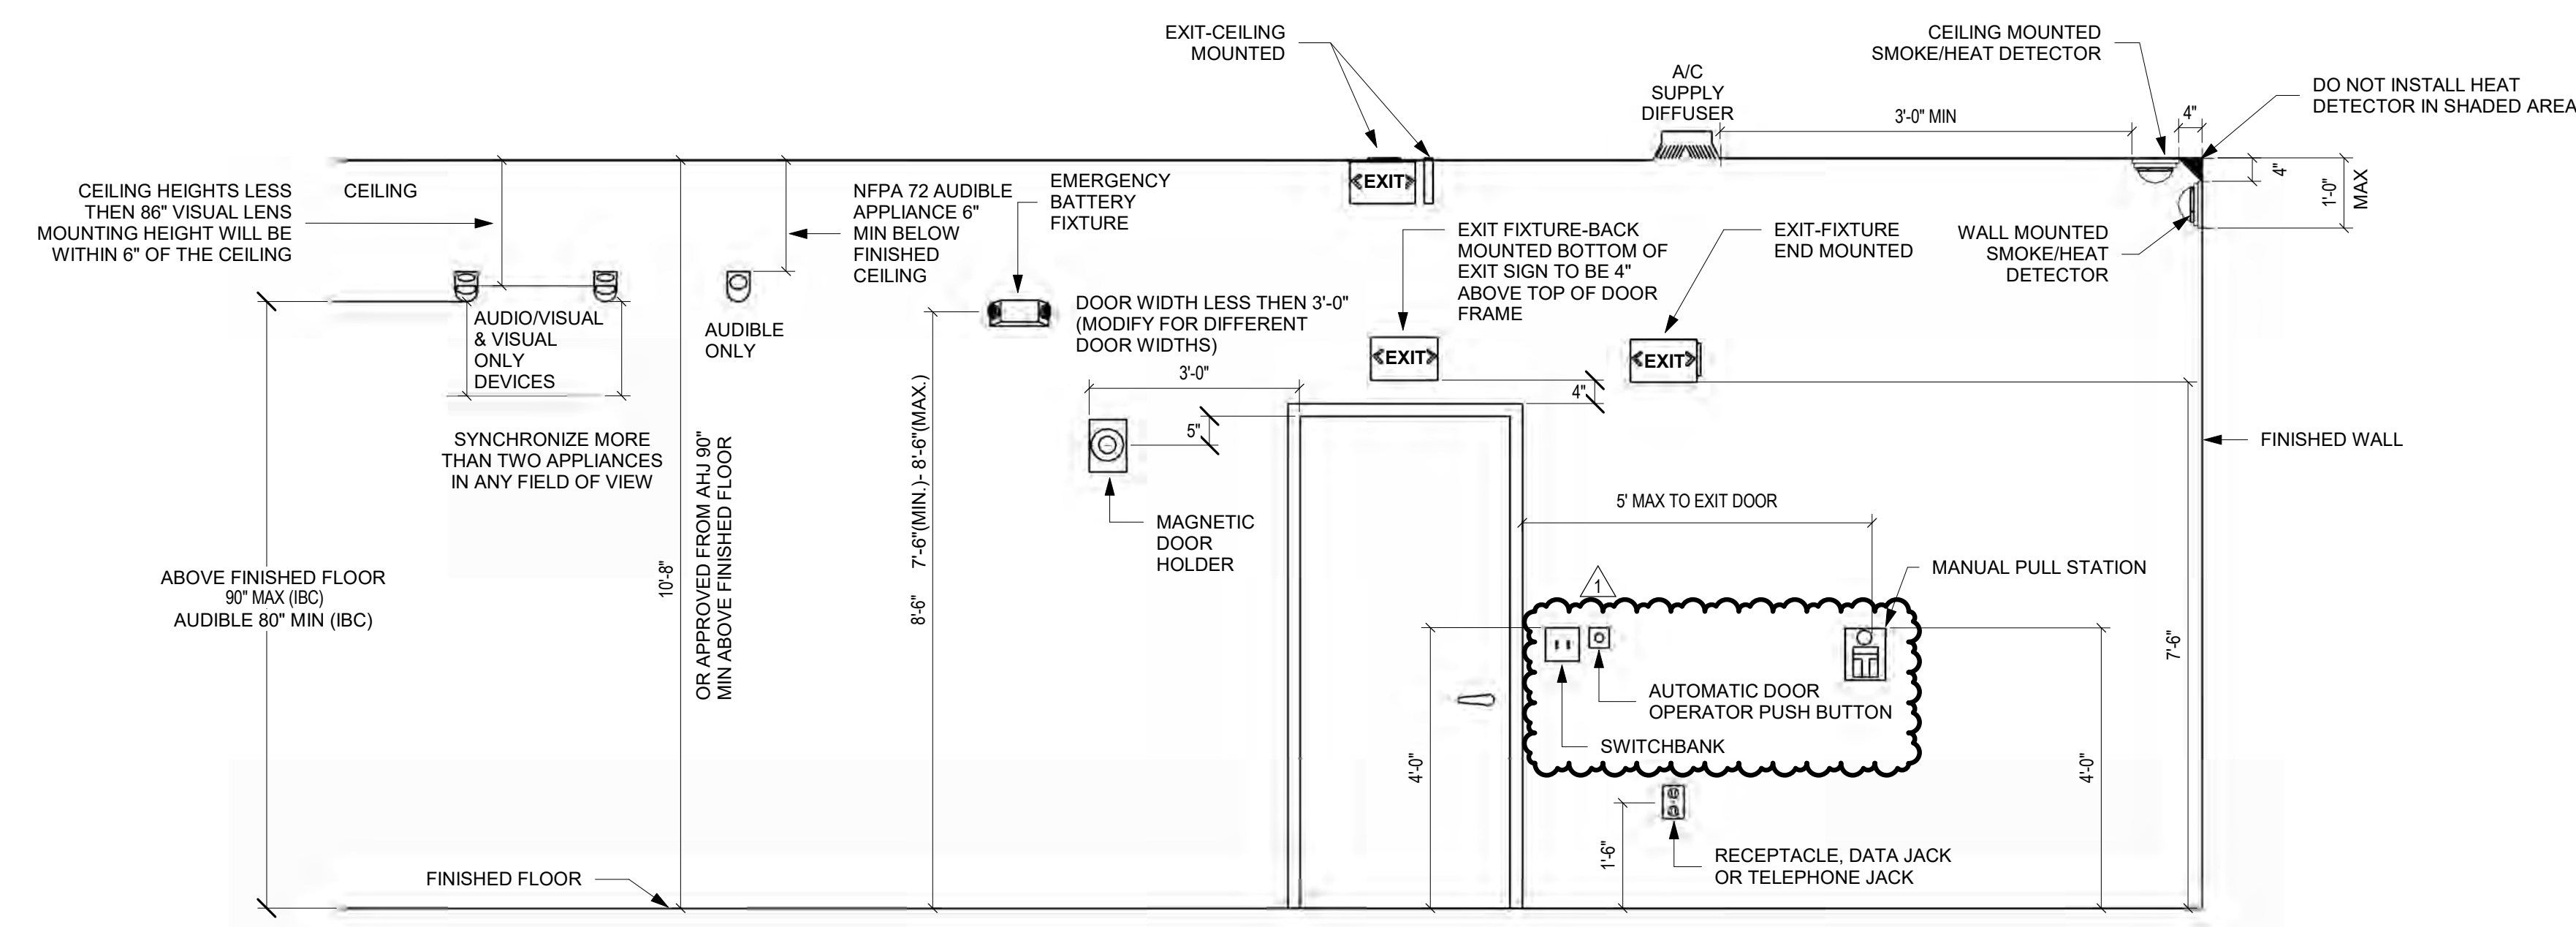 EXIT-CEILING
MOUNTED
CEILING MOUNTED
SMOKE/HEAT DETECTOR
A/C
SUPPLY
DIFFUSER
DO NOT INSTALL HEAT
DETECTOR IN SHADED AREA
3'-0" MIN
4"
4"
1'-0"
MAX
CEILING HEIGHTS LESS
THEN 86" VISUAL LENS
MOUNTING HEIGHT WILL BE
WITHIN 6" OF THE CEILING
CEILING
NFPA 72 AUDIBLE
APPLIANCE 6"
MIN BELOW
FINISHED
CEILING
EMERGENCY
BATTERY
FIXTURE
EXIT
EXIT FIXTURE-BACK
MOUNTED BOTTOM OF
EXIT SIGN TO BE 4"
ABOVE TOP OF DOOR
FRAME
EXIT-FIXTURE
END MOUNTED
WALL MOUNTED
SMOKE/HEAT
DETECTOR
AUDIO/VISUAL
& VISUAL
ONLY
DEVICES
AUDIBLE
ONLY
DOOR WIDTH LESS THEN 3'-0"
(MODIFY FOR DIFFERENT
DOOR WIDTHS)
3'-0"
EXIT
EXIT
4"
5"
SYNCHRONIZE MORE
THAN TWO APPLIANCES
IN ANY FIELD OF VIEW
FINISHED WALL
MAGNETIC
DOOR
HOLDER
5' MAX TO EXIT DOOR
ABOVE FINISHED FLOOR
90" MAX (IBC)
AUDIBLE 80" MIN (IBC)
10'-8"
OR APPROVED FROM AHJ 90"
MIN ABOVE FINISHED FLOOR
8'-6" 7'-6"(MIN.)- 8'-6"(MAX.)
1
MANUAL PULL STATION
AUTOMATIC DOOR
OPERATOR PUSH BUTTON
SWITCHBANK
7'-6"
4'-0"
4'-0"
1'-6"
RECEPTACLE, DATA JACK
OR TELEPHONE JACK
FINISHED FLOOR